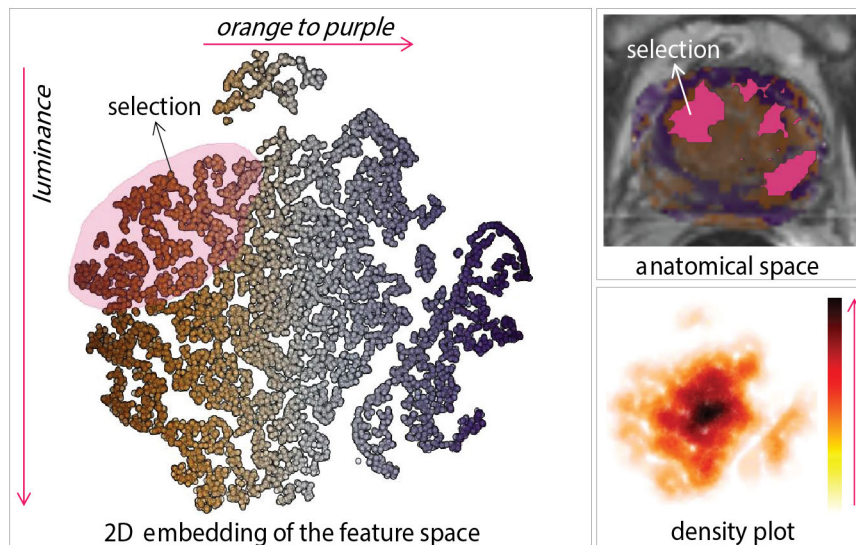 orange to purple
selection
luminance
2D embedding of the feature space
selection
anatomical space
density plot